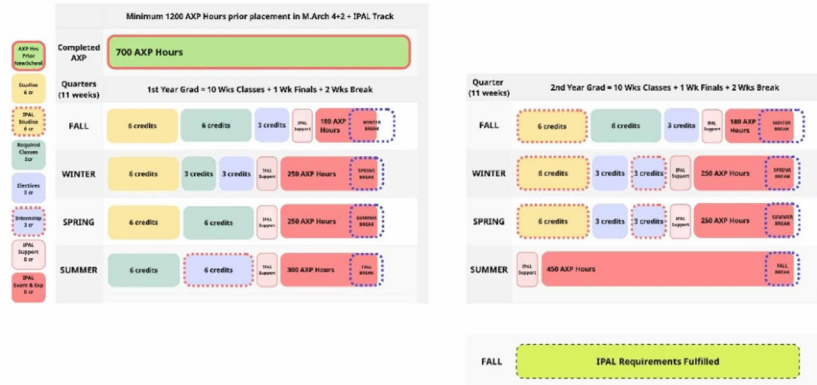 Minimum 1200 AXP Hours prior placement in M.Arch 4+2 + IPAL Track
AXP Hrs
Prior
NewSchool
Studios
6 cr
IPAL
Studios
6 cr
Required
Classes
3cr
Electives
3 cr
Internship
3 cr
IPAL
Support
0 cr
IPAL
Exam & Exp
0 cr
Completed
AXP
700 AXP Hours
Quarters
(11 weeks)
1st Year Grad = 10 Wks Classes + 1 Wk Finals + 2 Wks Break
FALL
6 credits
6 credits
3 credits
IPAL
Support
180 AXP
Hours
WINTER
BREAK
WINTER
6 credits
3 credits
3 credits
IPAL
Support
250 AXP Hours
SPRING
BREAK
SPRING
6 credits
6 credits
IPAL
Support
250 AXP Hours
SUMMER
BREAK
SUMMER
6 credits
6 credits
IPAL
Support
300 AXP Hours
FALL
BREAK
Quarter
(11 weeks)
2nd Year Grad = 10 Wks Classes + 1 Wk Finals + 2 Wks Break
FALL
6 credits
6 credits
3 credits
IPAL
Support
180 AXP
Hours
WINTER
BREAK
WINTER
6 credits
3 credits
3 credits
IPAL
Support
250 AXP Hours
SPRING
BREAK
SPRING
6 credits
3 credits
3 credits
IPAL
Support
250 AXP Hours
SUMMER
BREAK
SUMMER
IPAL
Support
450 AXP Hours
FALL
BREAK
FALL
IPAL Requirements Fulfilled